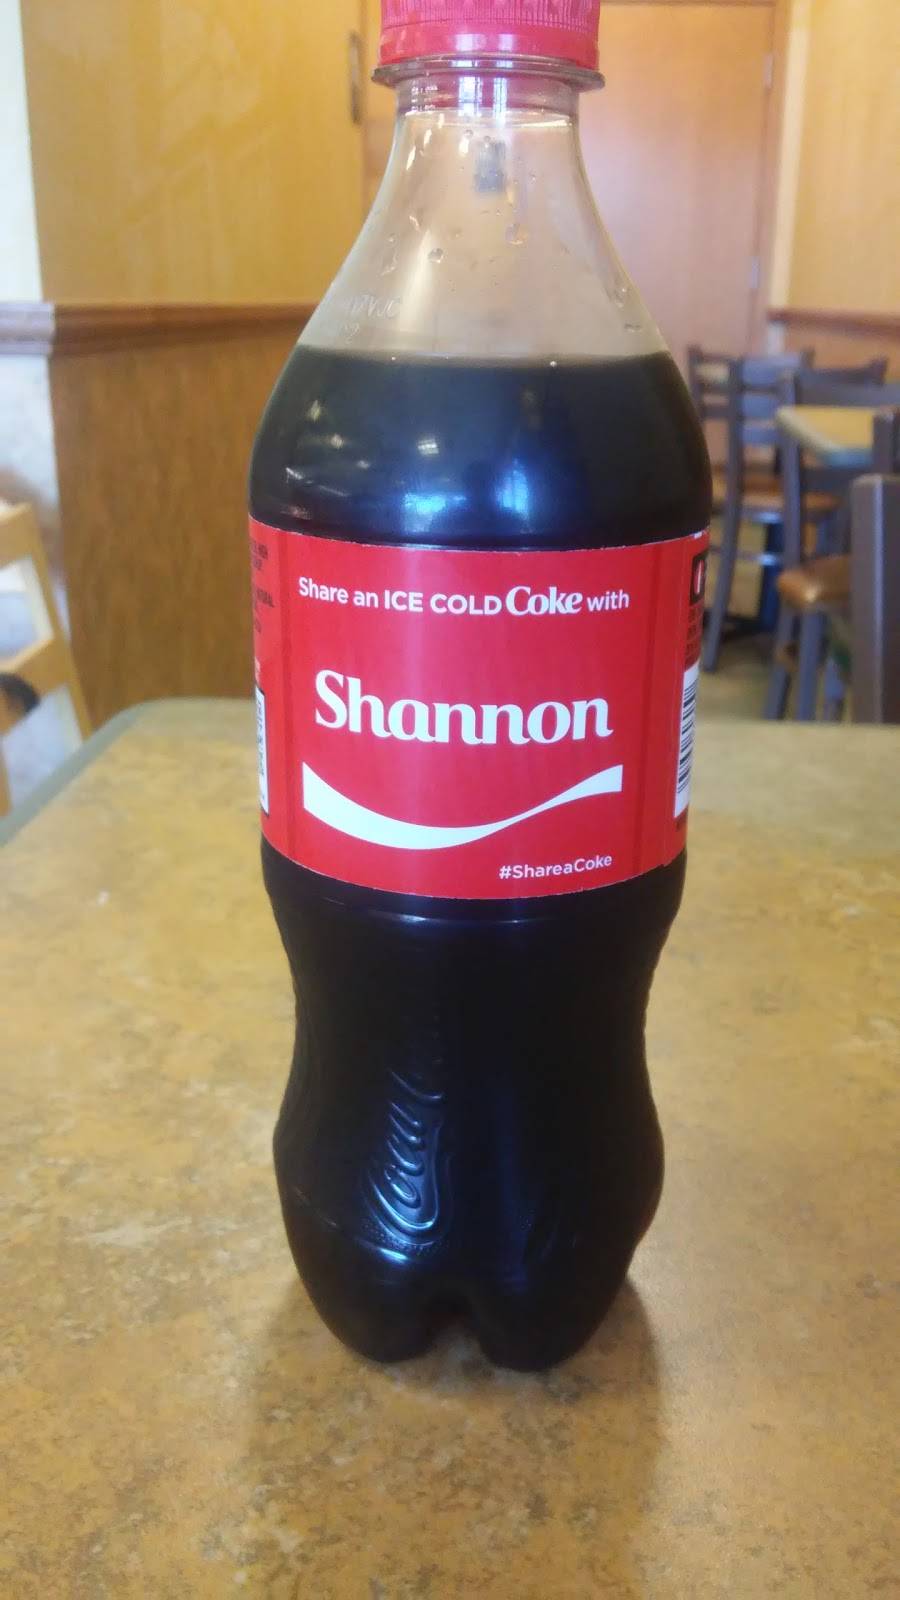 Share an ICE COLD Coke with
Shannon
#ShareaCoke